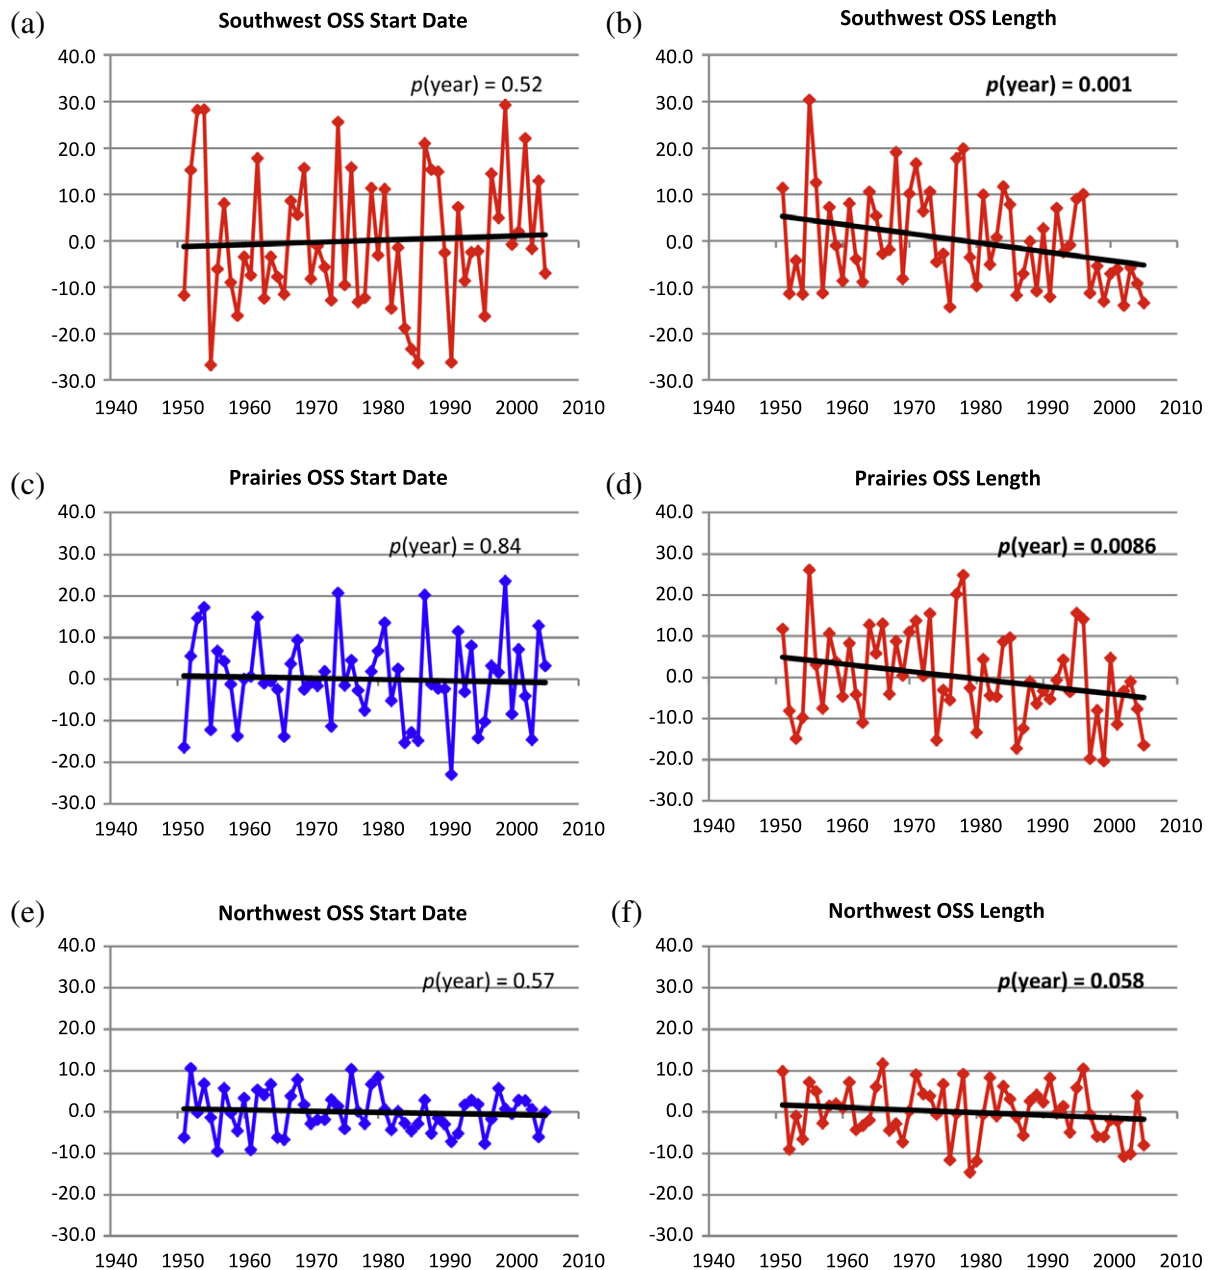 (a) Southwest OSS Start Date
40.0
p(year) = 0.52
30.0
20.0
10.0
0.0
-10.0
-20.0
-30.0
1940 1950 1960 1970 1980 1990 2000 2010
(b) Southwest OSS Length
40.0
p(year) = 0.001
30.0
20.0
10.0
0.0
-10.0
-20.0
-30.0
1940 1950 1960 1970 1980 1990 2000 2010
(c) Prairies OSS Start Date
40.0
p(year) = 0.84
30.0
20.0
10.0
0.0
-10.0
-20.0
-30.0
1940 1950 1960 1970 1980 1990 2000 2010
(d) Prairies OSS Length
40.0
p(year) = 0.0086
30.0
20.0
10.0
0.0
-10.0
-20.0
-30.0
1940 1950 1960 1970 1980 1990 2000 2010
(e) Northwest OSS Start Date
40.0
p(year) = 0.57
30.0
20.0
10.0
0.0
-10.0
-20.0
-30.0
1940 1950 1960 1970 1980 1990 2000 2010
(f) Northwest OSS Length
40.0
p(year) = 0.058
30.0
20.0
10.0
0.0
-10.0
-20.0
-30.0
1940 1950 1960 1970 1980 1990 2000 2010